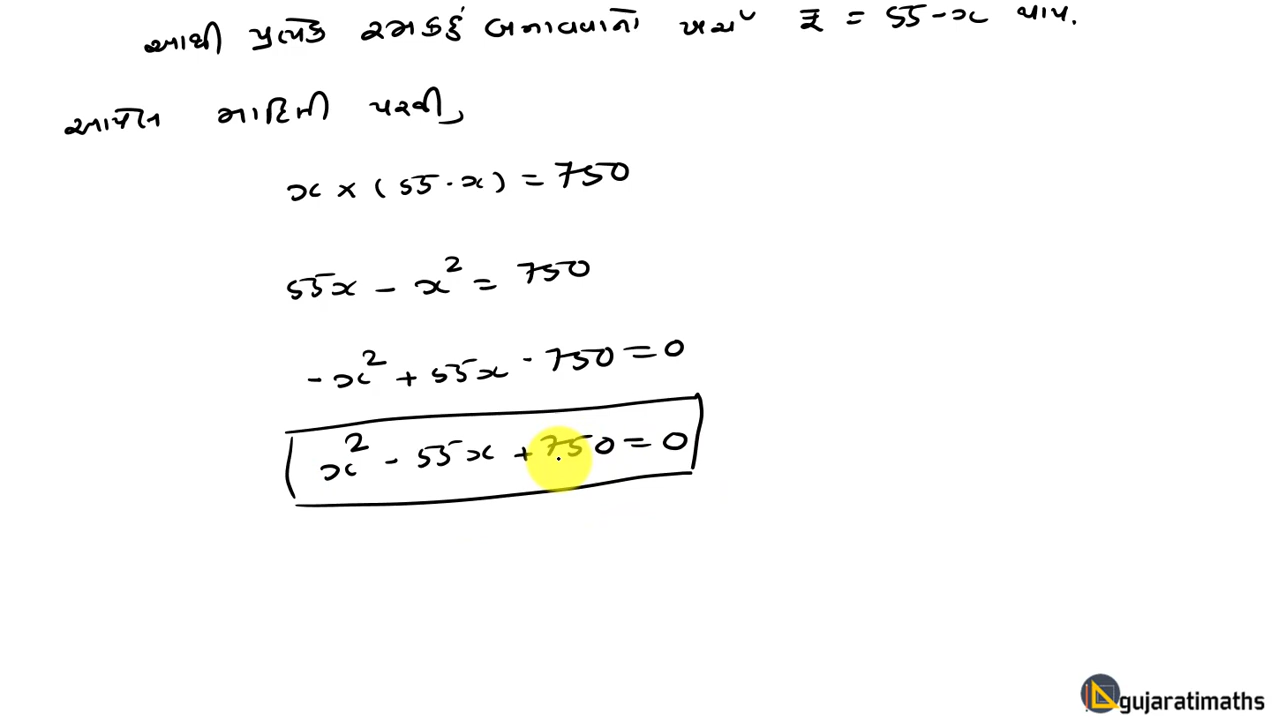 આથી પ્રત્યેક રમકડું બનાવવાનો ખર્ચ ₹ = 55-x થાય.
આપેલ માહિતી પરથી,
x × (55-x) = 750
55x - x² = 750
-x² + 55x - 750 = 0
x² - 55x + 750 = 0
gujaratimaths